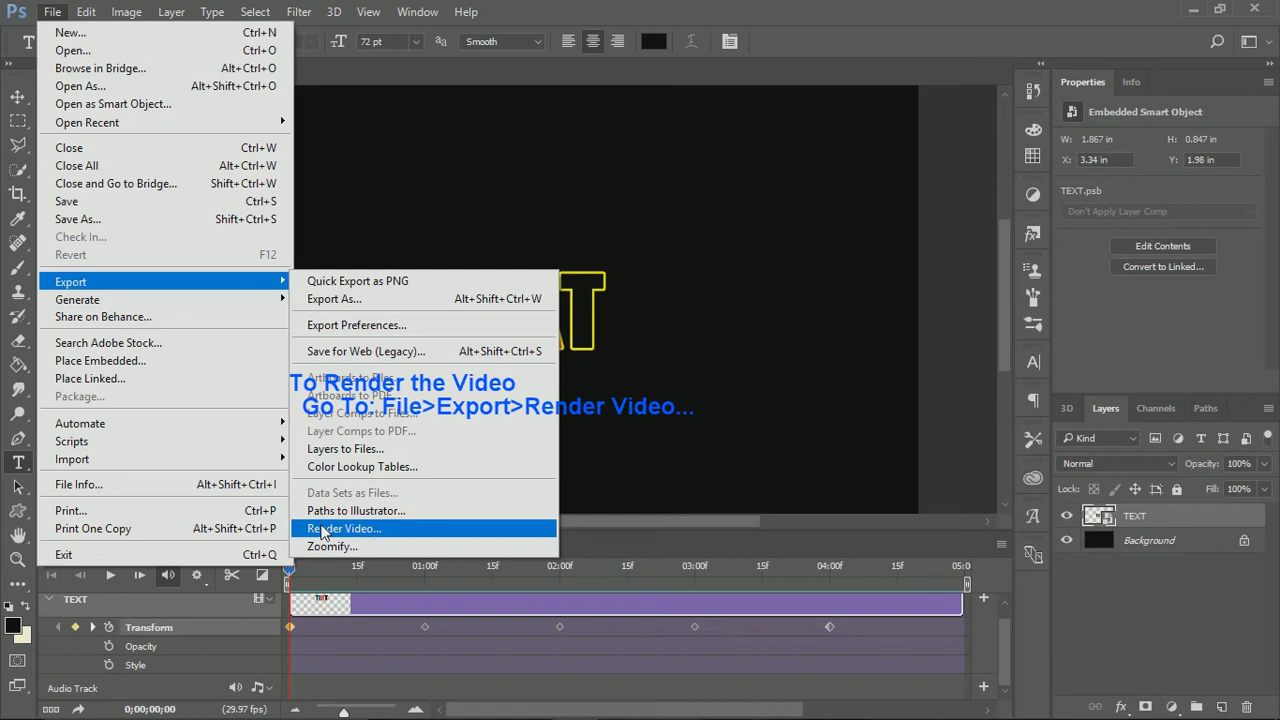 Ps File Edit Image Layer Type Select Filter 3D View Window Help
72 pt Smooth
New... Ctrl+N
Open... Ctrl+O
Browse in Bridge... Alt+Ctrl+O
Open As... Alt+Shift+Ctrl+O
Open as Smart Object...
Open Recent
Close Ctrl+W
Close All Alt+Ctrl+W
Close and Go to Bridge... Shift+Ctrl+W
Save Ctrl+S
Save As... Shift+Ctrl+S
Check In...
Revert F12
Export
Generate
Share on Behance...
Search Adobe Stock...
Place Embedded...
Place Linked...
Package...
Automate
Scripts
Import
File Info... Alt+Shift+Ctrl+I
Print... Ctrl+P
Print One Copy Alt+Shift+Ctrl+P
Exit Ctrl+Q
Quick Export as PNG
Export As... Alt+Shift+Ctrl+W
Export Preferences...
Save for Web (Legacy)... Alt+Shift+Ctrl+S
Artboards to Files...
Artboards to PDF...
Layer Comps to Files...
Layer Comps to PDF...
Layers to Files...
Color Lookup Tables...
Data Sets as Files...
Paths to Illustrator...
Render Video...
Zoomify...
To Render the Video
Go To: File>Export>Render Video...
T
Properties Info
Embedded Smart Object
W: 1.867 in H: 0.847 in
X: 3.34 in Y: 1.98 in
TEXT.psb
Don't Apply Layer Comp
Edit Contents
Convert to Linked...
3D Layers Channels Paths
Kind
Normal Opacity: 100%
Lock: Fill: 100%
TEXT
Background
15f 01:00f 15f 02:00f 15f 03:00f 15f 04:00f 15f 05:0
TEXT
Transform
Opacity
Style
Audio Track
0;00;00;00 (29.97 fps)